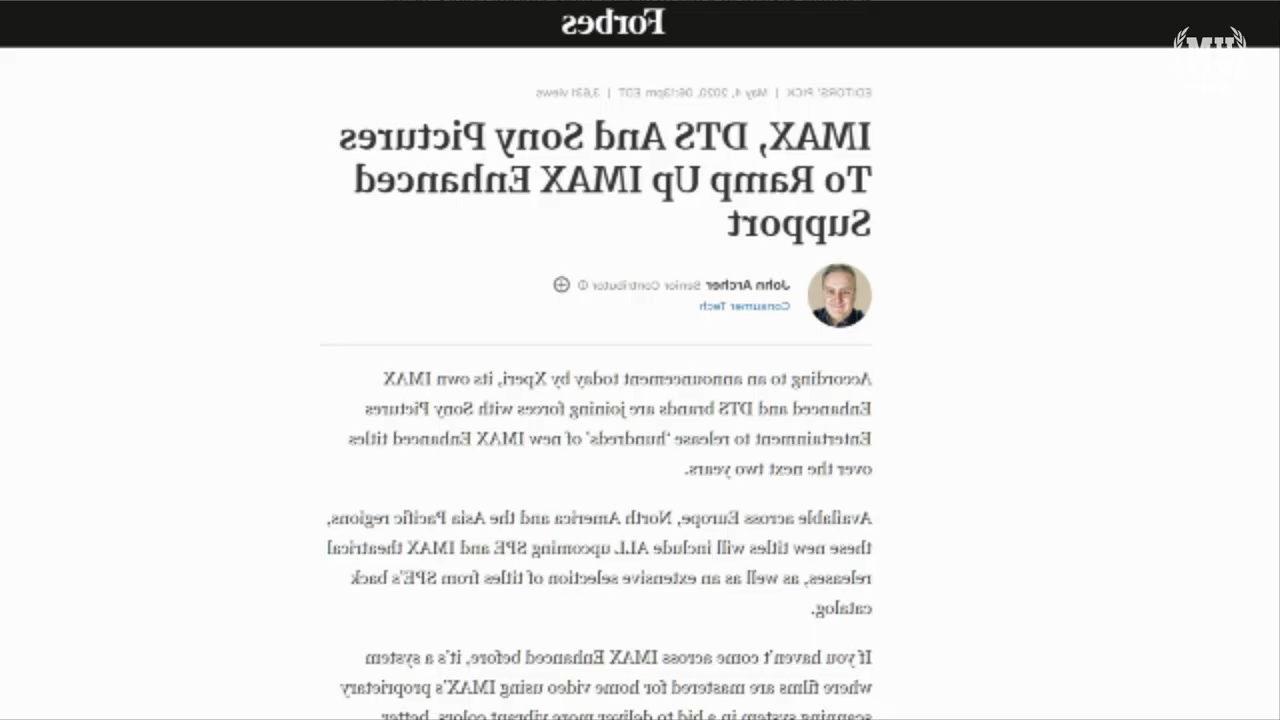 Forbes
MU
EDITORS' PICK | May 4, 2020, 06:13pm EDT | 3,631 views
IMAX, DTS And Sony Pictures
To Ramp Up IMAX Enhanced
Support
John Archer Senior Contributor
Consumer Tech
According to an announcement today by Xperi, its own IMAX
Enhanced and DTS brands are joining forces with Sony Pictures
Entertainment to release 'hundreds' of new IMAX Enhanced titles
over the next two years.
Available across Europe, North America and the Asia Pacific regions,
these new titles will include ALL upcoming SPE and IMAX theatrical
releases, as well as an extensive selection of titles from SPE's back
catalog.
If you haven't come across IMAX Enhanced before, it's a system
where films are mastered for home video using IMAX's proprietary
scanning system in a bid to deliver more vibrant colors, better